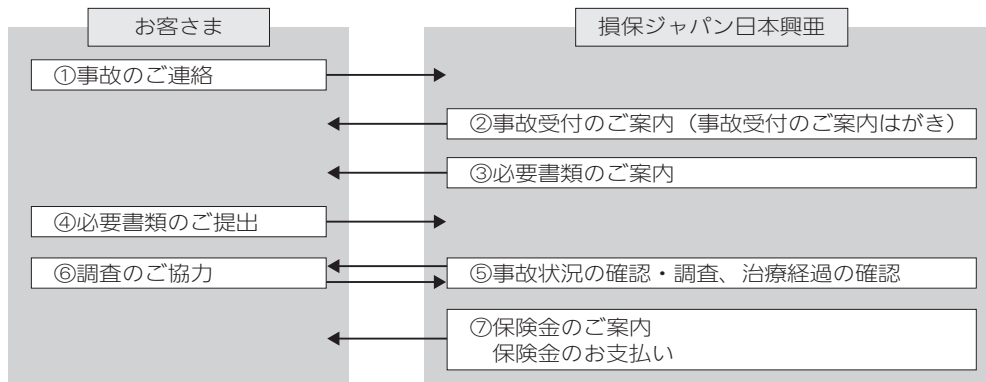 お客さま
損保ジャパン日本興亜
①事故のご連絡
②事故受付のご案内（事故受付のご案内はがき）
③必要書類のご案内
④必要書類のご提出
⑥調査のご協力
⑤事故状況の確認・調査、治療経過の確認
⑦保険金のご案内
保険金のお支払い